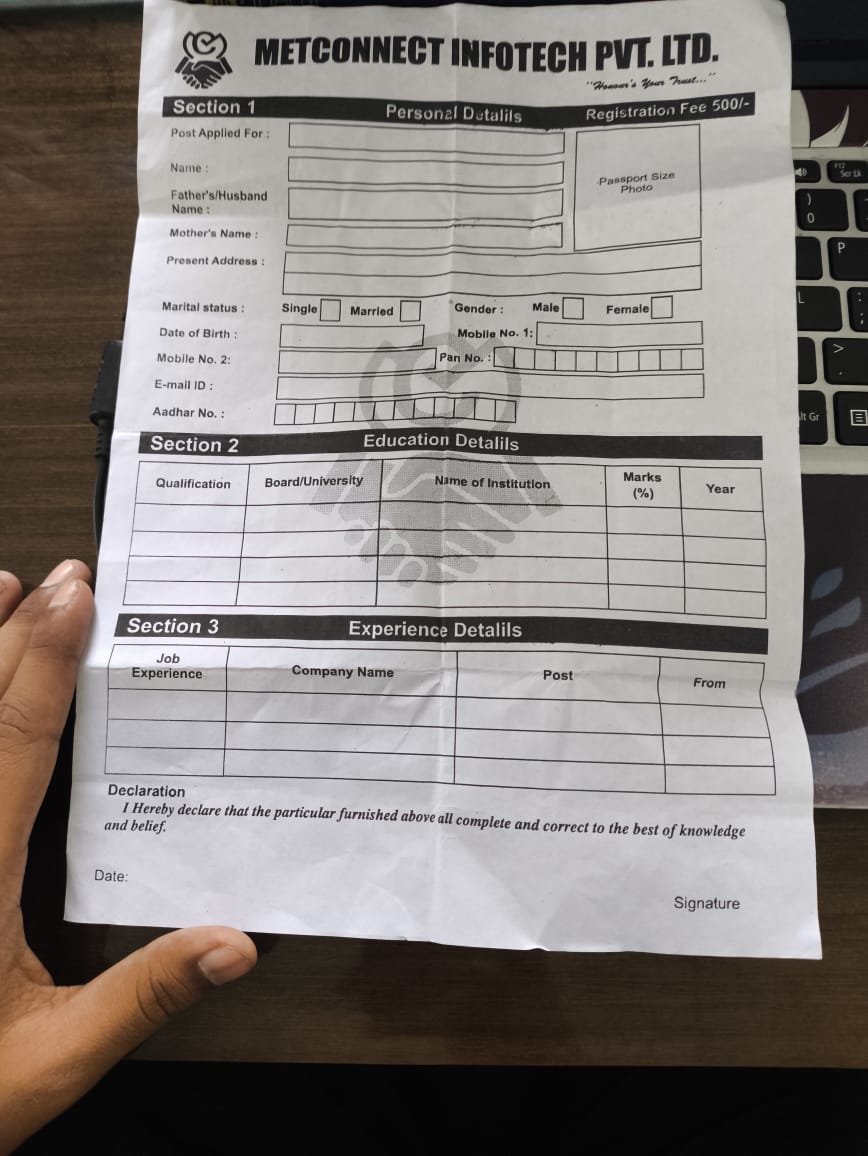 METCONNECT INFOTECH PVT. LTD.
"Honour's Your Trust..."
Section 1 Personal Detalils Registration Fee 500/-
Post Applied For :
Name :
Passport Size
Photo
Father's/Husband
Name :
Mother's Name :
Present Address :
Marital status : Single Married Gender : Male Female
Date of Birth : Mobile No. 1:
Mobile No. 2: Pan No. :
E-mail ID :
Aadhar No. :
Section 2 Education Detalils
Qualification Board/University Name of Institution Marks
(%) Year
Section 3 Experience Detalils
Job
Experience Company Name Post From
Declaration
I Hereby declare that the particular furnished above all complete and correct to the best of knowledge
and belief.
Date:
Signature
F12
Scr Lk
)
0
P
L
:
;
>
.
lt Gr